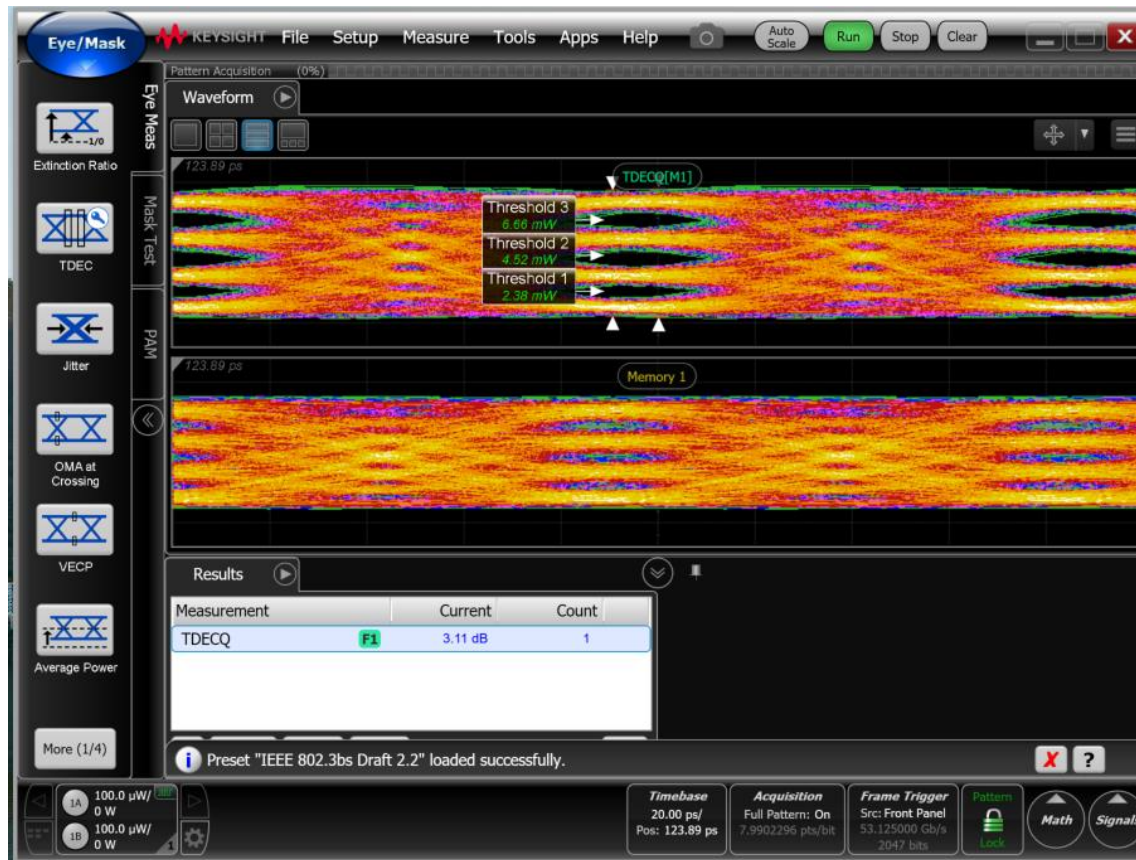 Eye/Mask
KEYSIGHT File Setup Measure Tools Apps Help Auto Scale Run Stop Clear X
Pattern Acquisition (0%)
Waveform
Eye Meas
Mask Test
PAM
1/0
Extinction Ratio
TDEC
Jitter
OMA at
Crossing
VECP
Average Power
More (1/4)
123.89 ps
TDECQ[M1]
Threshold 3
6.66 mW
Threshold 2
4.52 mW
Threshold 1
2.38 mW
123.89 ps
Memory 1
Results
Measurement Current Count
TDECQ F1 3.11 dB 1
i Preset "IEEE 802.3bs Draft 2.2" loaded successfully. X ?
1A 100.0 µW/
0 W
1B 100.0 µW/
0 W
1
Timebase
20.00 ps/
Pos: 123.89 ps
Acquisition
Full Pattern: On
7.9902296 pts/bit
Frame Trigger
Src: Front Panel
53.125000 Gb/s
2047 bits
Pattern
Lock
Math
Signals